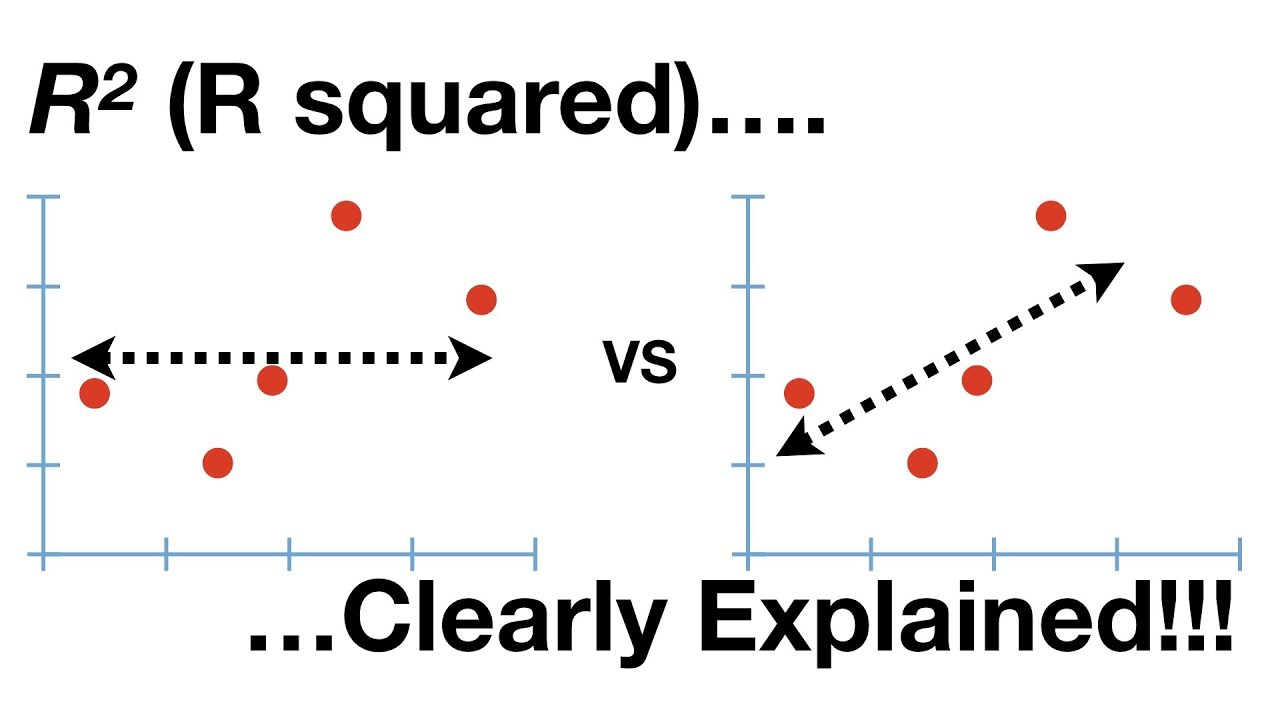 R² (R squared)….
VS
…Clearly Explained!!!